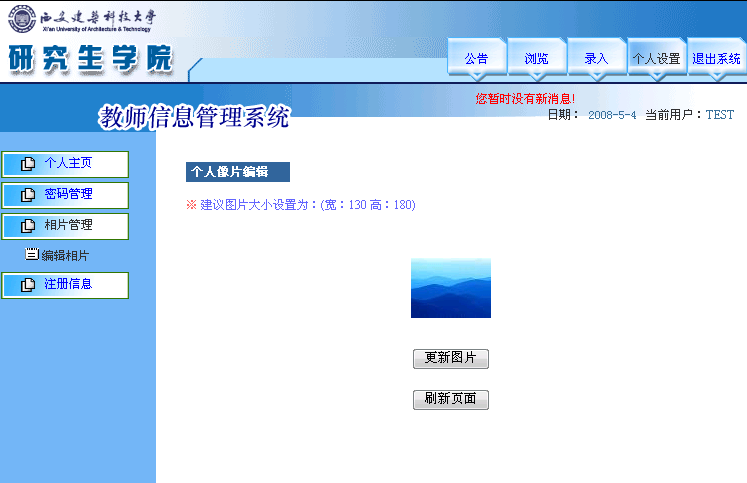 西安建筑科技大学
Xi'an University of Architecture & Technology
研究生学院
公告 浏览 录入 个人设置 退出系统
您暂时没有新消息!
日期： 2008-5-4 当前用户：TEST
教师信息管理系统
个人主页
密码管理
相片管理
编辑相片
注册信息
个人像片编辑
※ 建议图片大小设置为：(宽：130 高：180)
更新图片
刷新页面